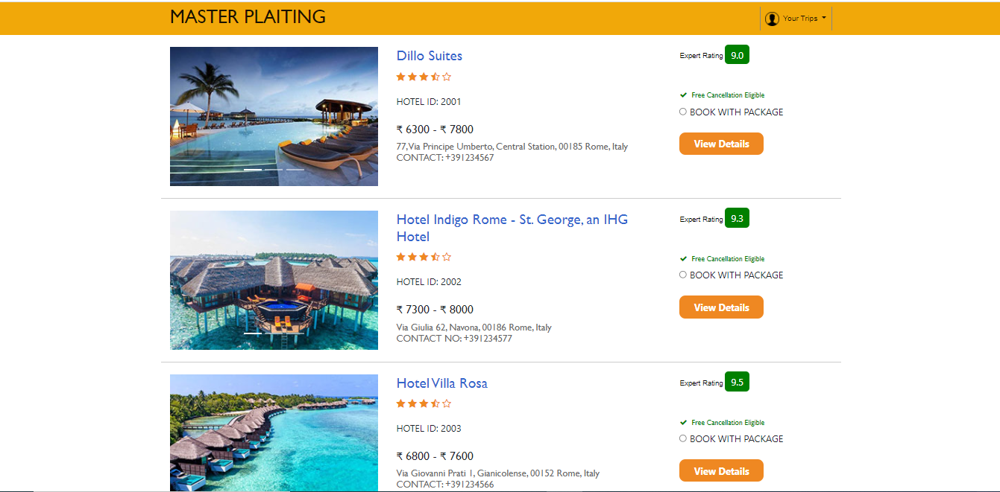 MASTER PLAITING
Your Trips
Dillo Suites
Expert Rating 9.0
HOTEL ID: 2001
Free Cancellation Eligible
BOOK WITH PACKAGE
₹ 6300 - ₹ 7800
View Details
77,Via Principe Umberto, Central Station, 00185 Rome, Italy
CONTACT: +391234567
Hotel Indigo Rome - St. George, an IHG
Hotel
Expert Rating 9.3
HOTEL ID: 2002
Free Cancellation Eligible
BOOK WITH PACKAGE
₹ 7300 - ₹ 8000
View Details
Via Giulia 62, Navona, 00186 Rome, Italy
CONTACT NO: +391234577
Hotel Villa Rosa
Expert Rating 9.5
HOTEL ID: 2003
Free Cancellation Eligible
BOOK WITH PACKAGE
₹ 6800 - ₹ 7600
View Details
Via Giovanni Prati 1, Gianicolense, 00152 Rome, Italy
CONTACT: +391234566